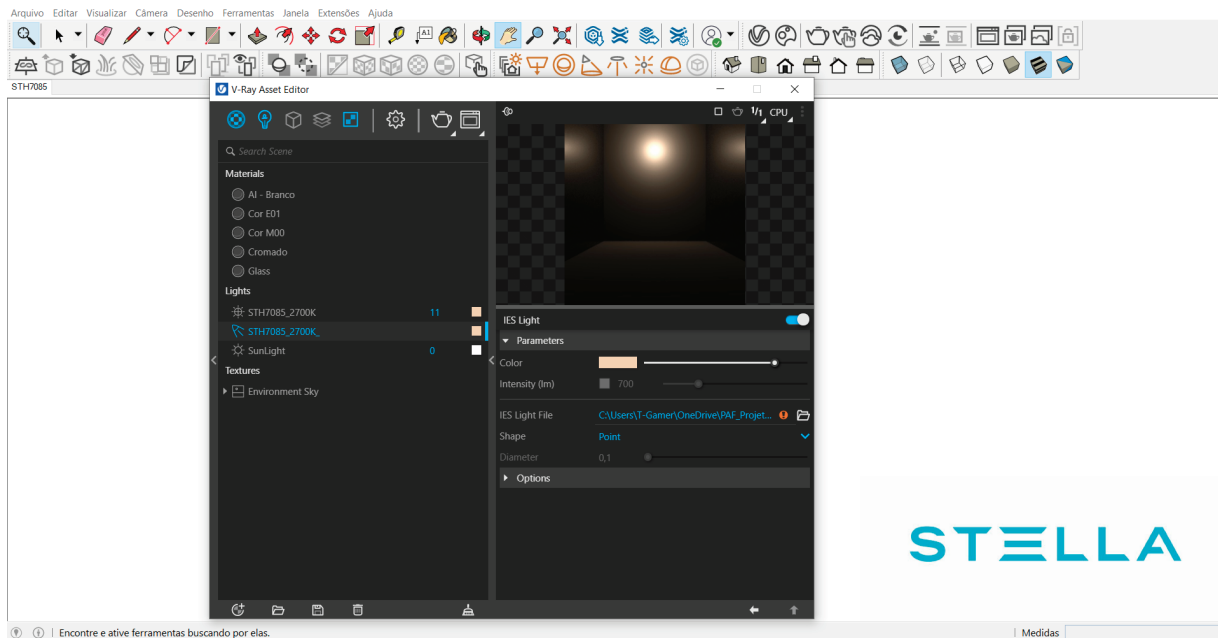 Arquivo Editar Visualizar Câmera Desenho Ferramentas Janela Extensões Ajuda
A1
STH7085
V-Ray Asset Editor
1/1 CPU
Search Scene
Materials
AI - Branco
Cor E01
Cor M00
Cromado
Glass
Lights
STH7085_2700K 11
STH7085_2700K_
SunLight 0
Textures
Environment Sky
IES Light
Parameters
Color
Intensity (lm) 700
IES Light File C:\Users\T-Gamer\OneDrive\PAF_Projet...
Shape Point
Diameter 0,1
Options
STELLA
Encontre e ative ferramentas buscando por elas.
Medidas